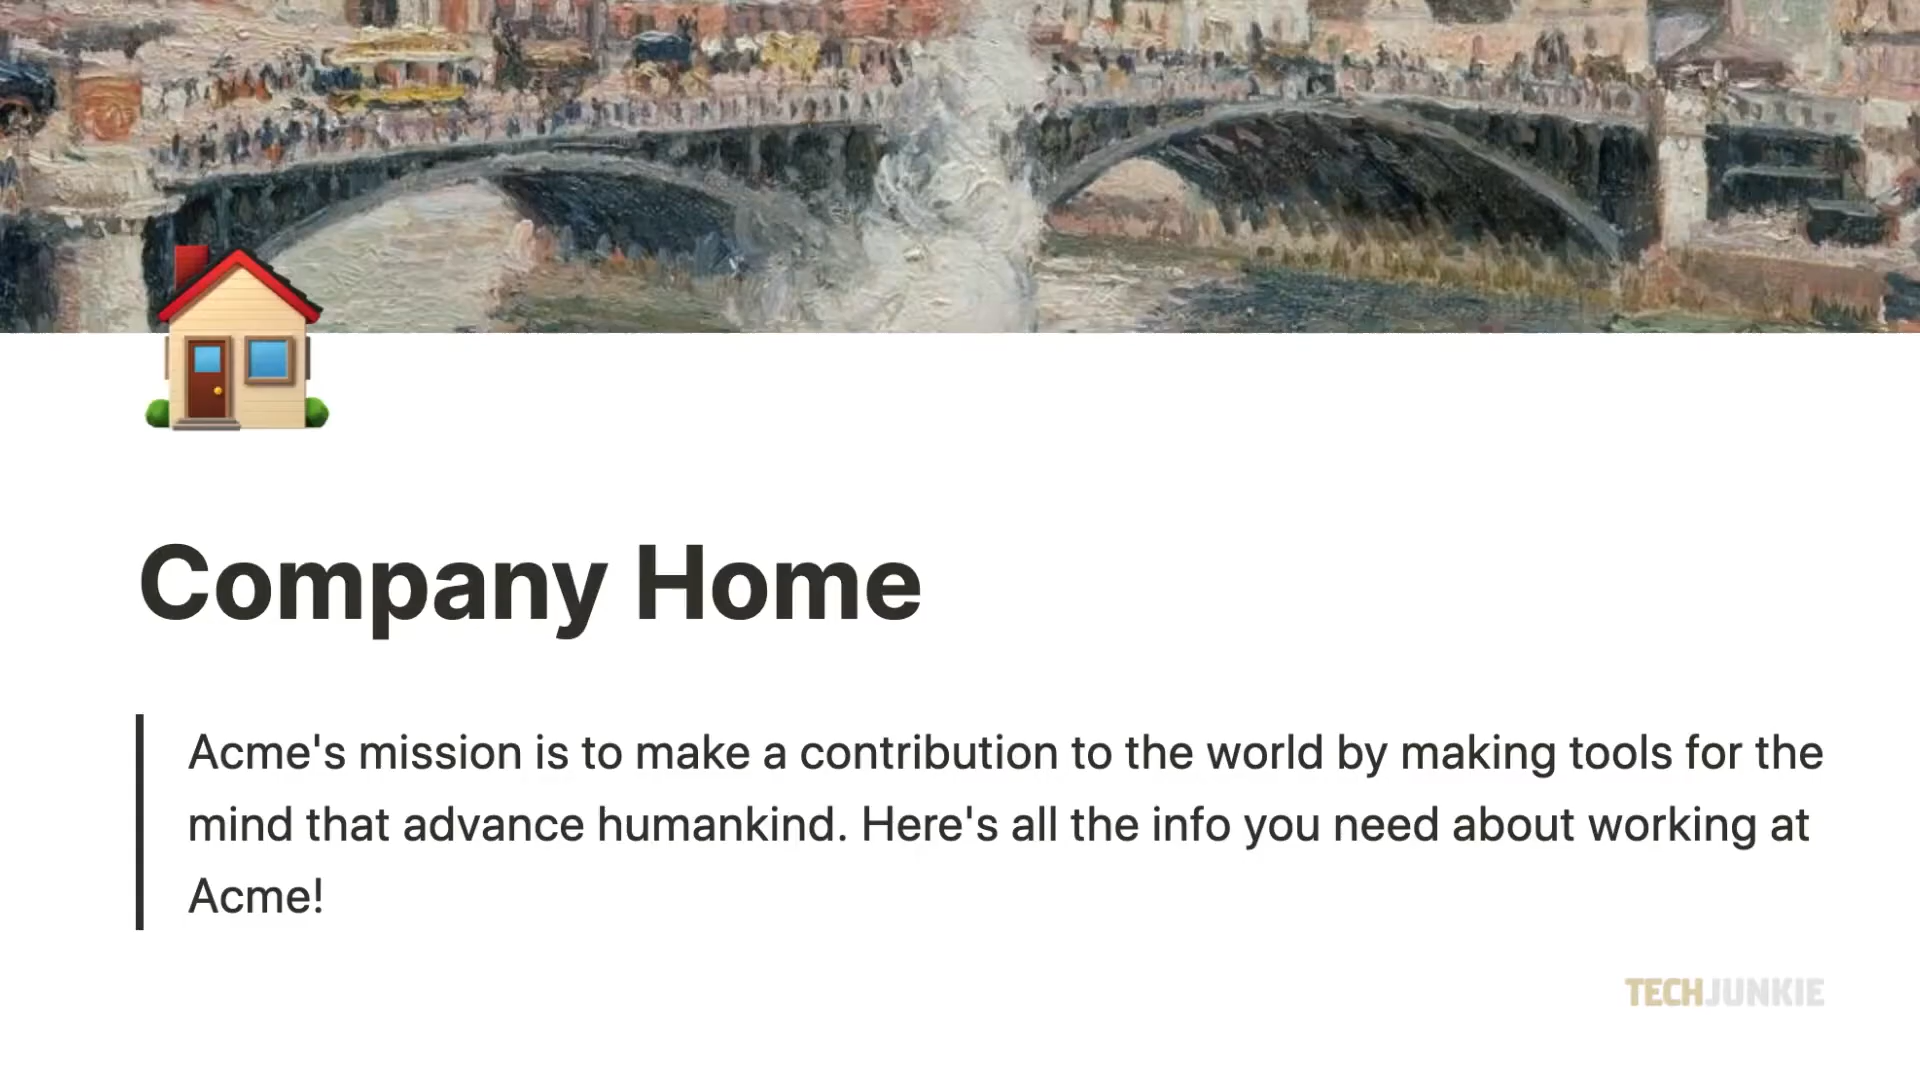 Company Home
Acme's mission is to make a contribution to the world by making tools for the
mind that advance humankind. Here's all the info you need about working at
Acme!
TECHJUNKIE